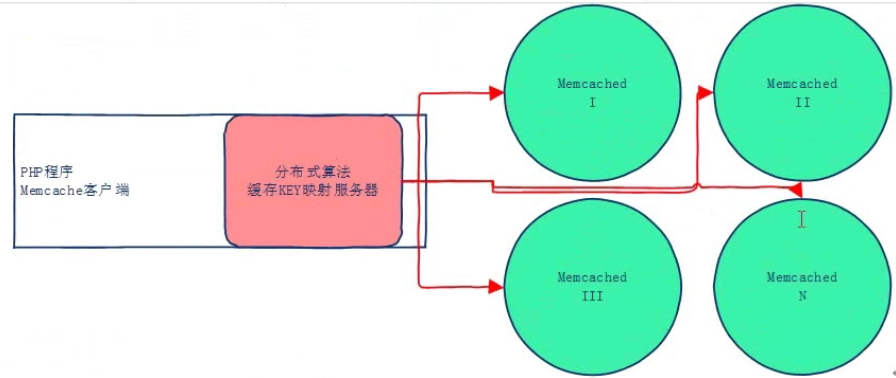 PHP程序
Memcache客户端
分布式算法
缓存KEY映射服务器
Memcached
I
Memcached
II
Memcached
III
Memcached
N